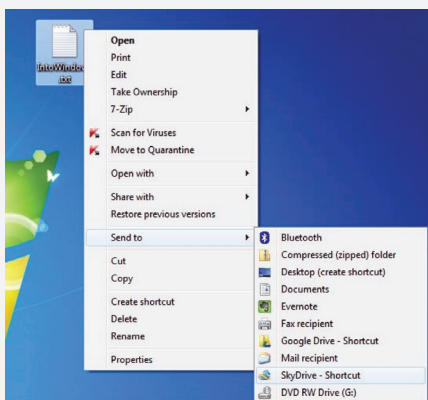 IntoWindow
.txt
Open
Print
Edit
Take Ownership
7-Zip
Scan for Viruses
Move to Quarantine
Open with
Share with
Restore previous versions
Send to
Cut
Copy
Create shortcut
Delete
Rename
Properties
Bluetooth
Compressed (zipped) folder
Desktop (create shortcut)
Documents
Evernote
Fax recipient
Google Drive - Shortcut
Mail recipient
SkyDrive - Shortcut
DVD RW Drive (G:)